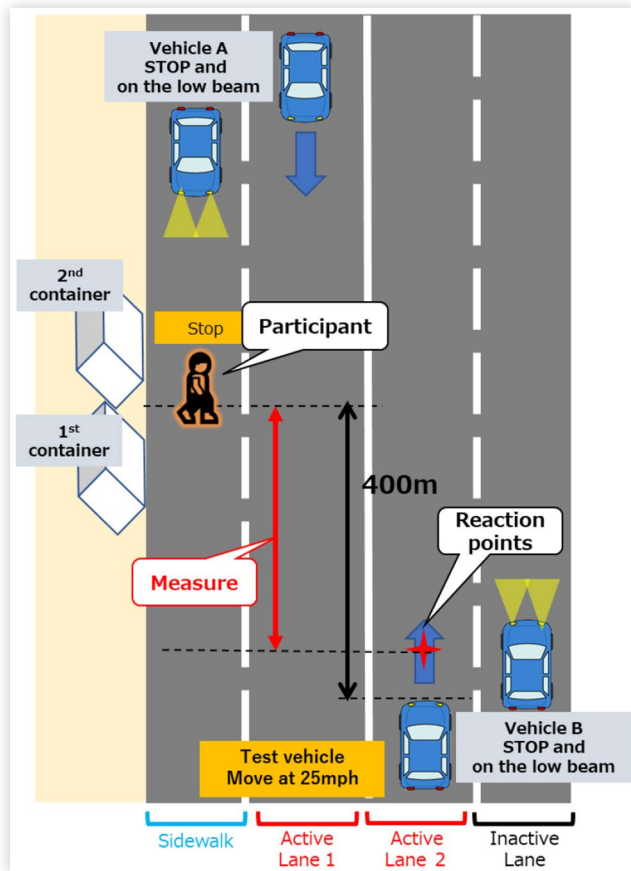 Vehicle A
STOP and
on the low beam
2nd
container
Stop
Participant
1st
container
400m
Reaction
points
Measure
Vehicle B
STOP and
on the low beam
Test vehicle
Move at 25mph
Sidewalk
Active
Lane 1
Active
Lane 2
Inactive
Lane